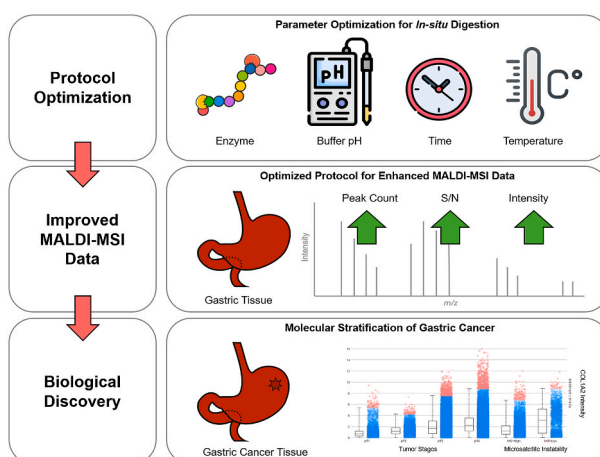 Parameter Optimization for In-situ Digestion
Protocol
Optimization
pH
C°
Enzyme
Buffer pH
Time
Temperature
Optimized Protocol for Enhanced MALDI-MSI Data
Improved
MALDI-MSI
Data
Peak Count
S/N
Intensity
Intensity
Gastric Tissue
m/z
Molecular Stratification of Gastric Cancer
Biological
Discovery
COL1A2 Intensity
Gastric Cancer Tissue
Tumor Stages
Microsatellite Instability